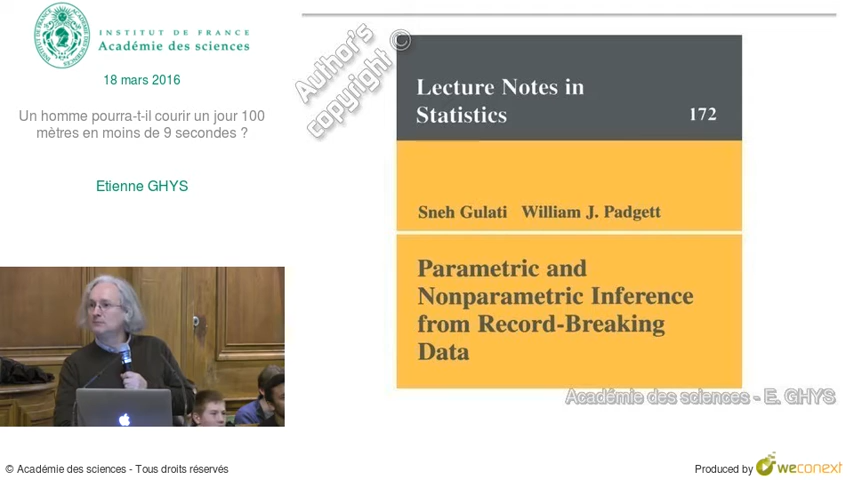 INSTITUT DE FRANCE
Académie des sciences
18 mars 2016
Un homme pourra-t-il courir un jour 100
mètres en moins de 9 secondes ?
Etienne GHYS
Author's
copyright ©
Lecture Notes in
Statistics
172
Sneh Gulati William J. Padgett
Parametric and
Nonparametric Inference
from Record-Breaking
Data
Académie des sciences - E. GHYS
© Académie des sciences - Tous droits réservés
Produced by weconext